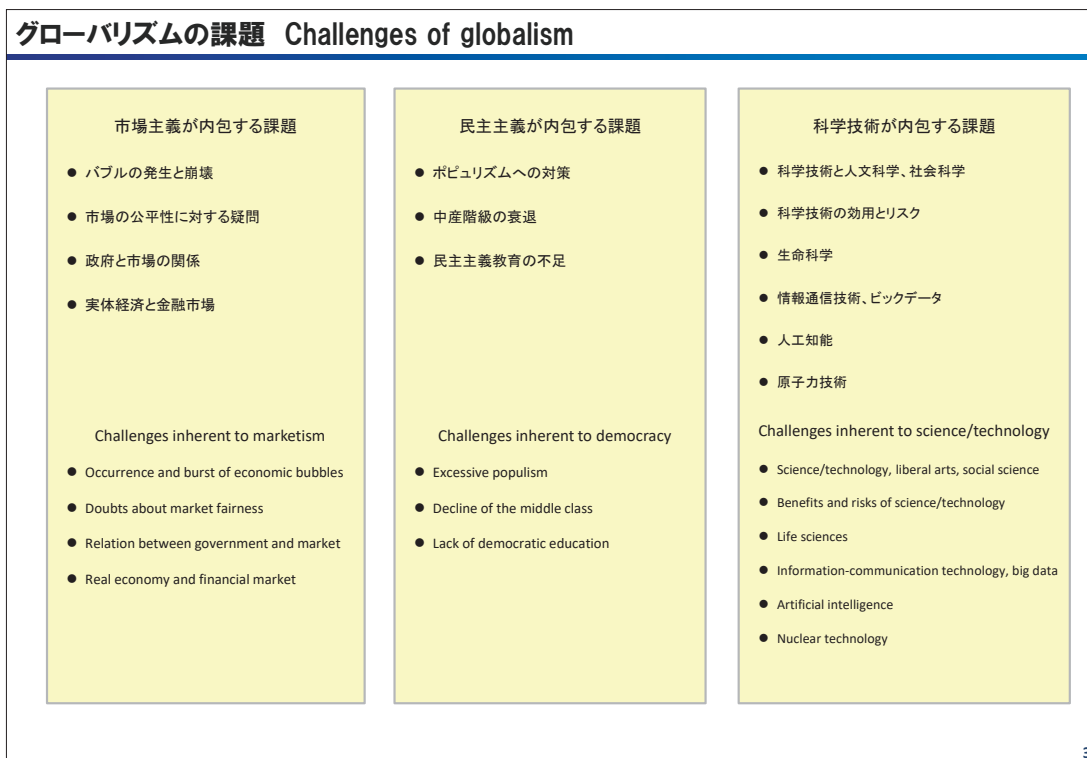 グローバリズムの課題 Challenges of globalism
市場主義が内包する課題
● バブルの発生と崩壊
● 市場の公平性に対する疑問
● 政府と市場の関係
● 実体経済と金融市場
Challenges inherent to marketism
● Occurrence and burst of economic bubbles
● Doubts about market fairness
● Relation between government and market
● Real economy and financial market
民主主義が内包する課題
● ポピュリズムへの対策
● 中産階級の衰退
● 民主主義教育の不足
Challenges inherent to democracy
● Excessive populism
● Decline of the middle class
● Lack of democratic education
科学技術が内包する課題
● 科学技術と人文科学、社会科学
● 科学技術の効用とリスク
● 生命科学
● 情報通信技術、ビックデータ
● 人工知能
● 原子力技術
Challenges inherent to science/technology
● Science/technology, liberal arts, social science
● Benefits and risks of science/technology
● Life sciences
● Information-communication technology, big data
● Artificial intelligence
● Nuclear technology